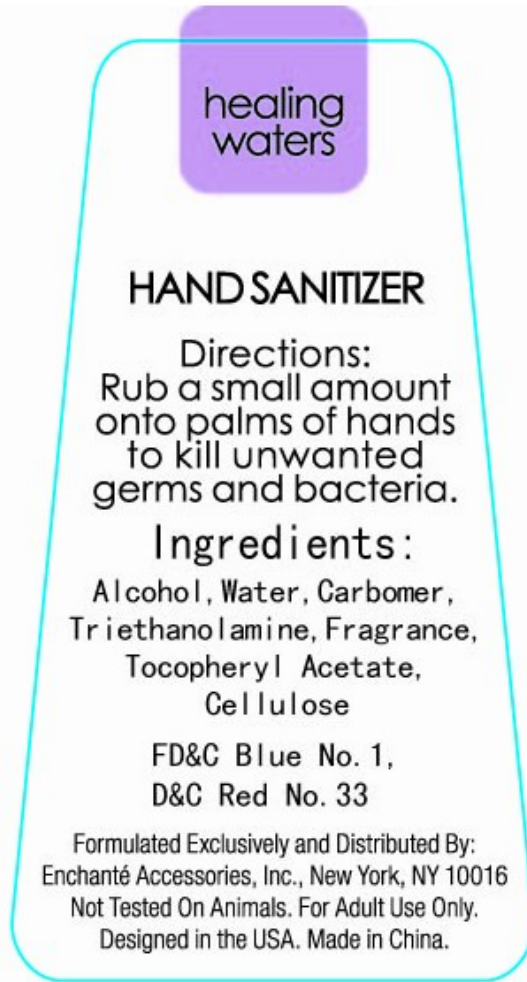 healing
waters
HAND SANITIZER
Directions:
Rub a small amount
onto palms of hands
to kill unwanted
germs and bacteria.
Ingredients:
Alcohol, Water, Carbomer,
Triethanolamine, Fragrance,
Tocopheryl Acetate,
Cellulose
FD&C Blue No. 1,
D&C Red No. 33
Formulated Exclusively and Distributed By:
Enchanté Accessories, Inc., New York, NY 10016
Not Tested On Animals. For Adult Use Only.
Designed in the USA. Made in China.